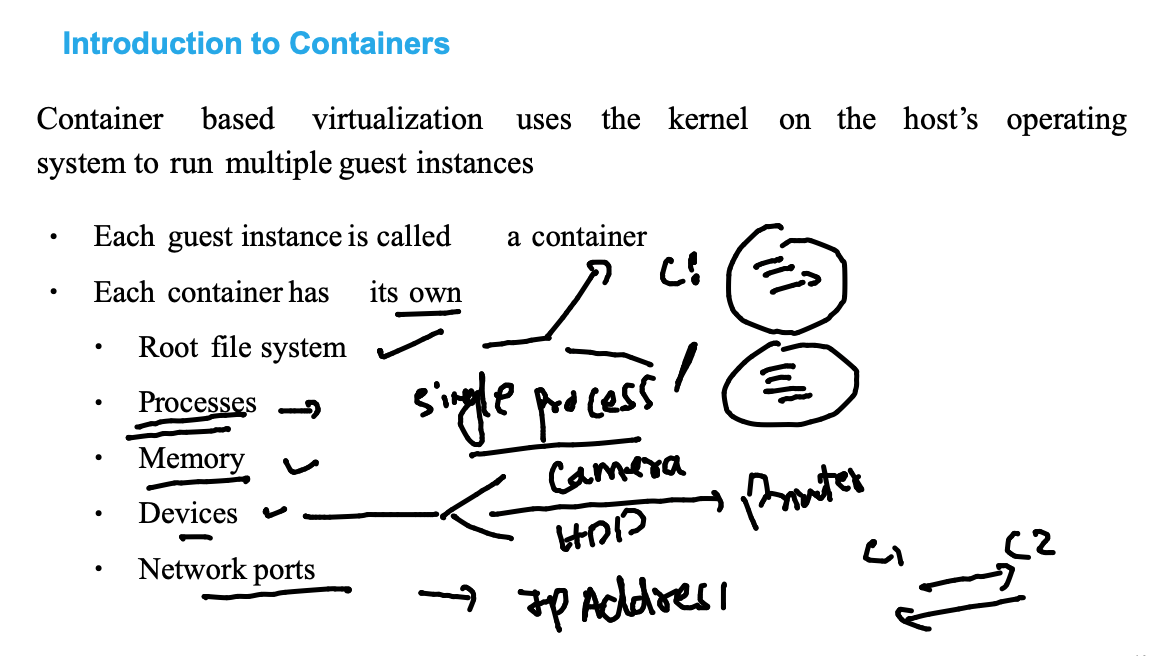 Introduction to Containers
Container based virtualization uses the kernel on the host's operating
system to run multiple guest instances
• Each guest instance is called a container
• Each container has its own
C!
• Root file system
• Processes
single process
• Memory
Camera
• Devices
Printer
HDD
C1 C2
• Network ports
IP Address